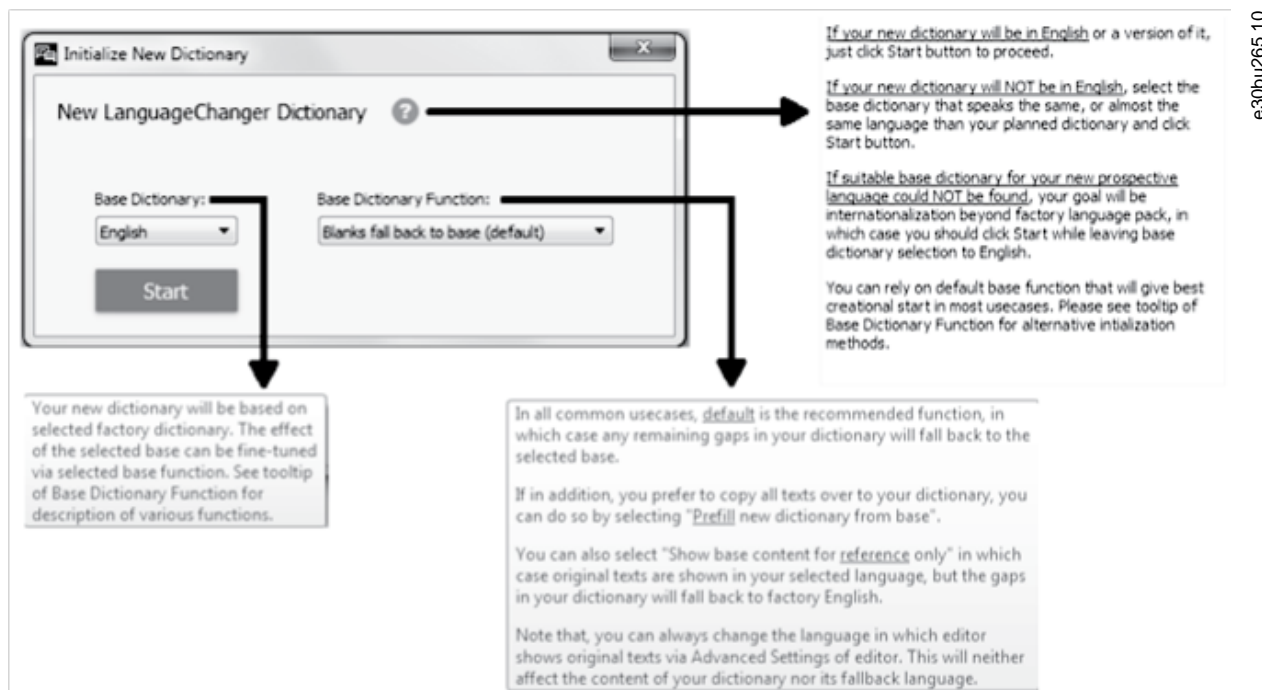 Initialize New Dictionary
x
New LanguageChanger Dictionary ?
Base Dictionary:
English
Base Dictionary Function:
Blanks fall back to base (default)
Start
If your new dictionary will be in English or a version of it,
just click Start button to proceed.
If your new dictionary will NOT be in English, select the
base dictionary that speaks the same, or almost the
same language than your planned dictionary and click
Start button.
If suitable base dictionary for your new prospective
language could NOT be found, your goal will be
internationalization beyond factory language pack, in
which case you should click Start while leaving base
dictionary selection to English.
You can rely on default base function that will give best
creational start in most usecases. Please see tooltip of
Base Dictionary Function for alternative intialization
methods.
Your new dictionary will be based on
selected factory dictionary. The effect
of the selected base can be fine-tuned
via selected base function. See tooltip
of Base Dictionary Function for
description of various functions.
In all common usecases, default is the recommended function, in
which case any remaining gaps in your dictionary will fall back to the
selected base.
If in addition, you prefer to copy all texts over to your dictionary, you
can do so by selecting "Prefill new dictionary from base".
You can also select "Show base content for reference only" in which
case original texts are shown in your selected language, but the gaps
in your dictionary will fall back to factory English.
Note that, you can always change the language in which editor
shows original texts via Advanced Settings of editor. This will neither
affect the content of your dictionary nor its fallback language.
e30bu265.10